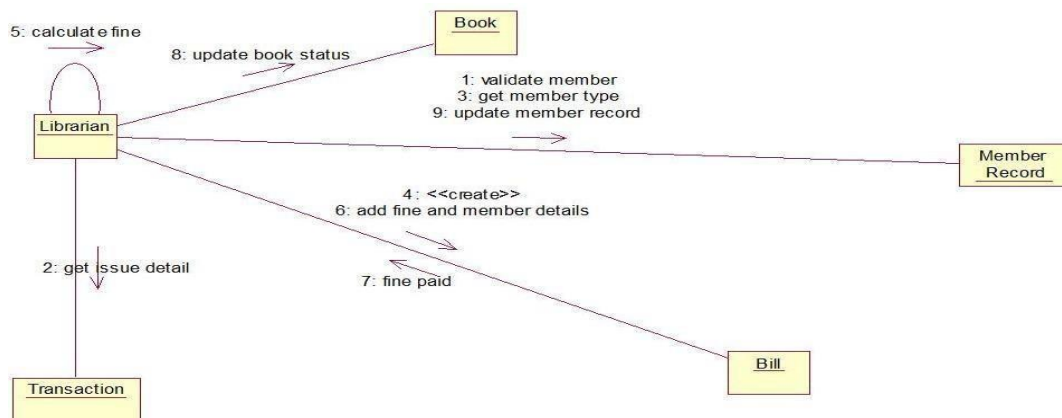 5: calculate fine
Book
8: update book status
1: validate member
3: get member type
9: update member record
Librarian
Member
Record
4: <<create>>
6: add fine and member details
2: get issue detail
7: fine paid
Bill
Transaction